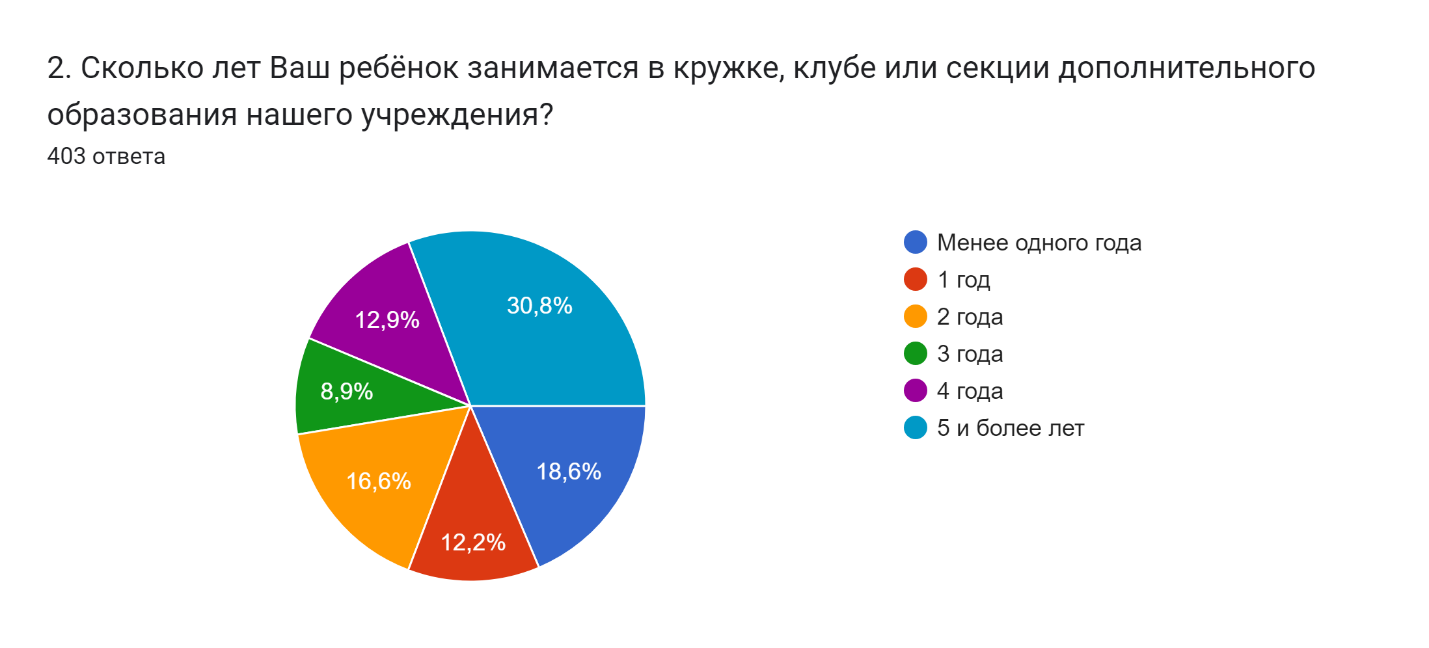 2. Сколько лет Ваш ребёнок занимается в кружке, клубе или секции дополнительного
образования нашего учреждения?
403 ответа
30,8%
12,9%
8,9%
16,6%
12,2%
18,6%
Менее одного года
1 год
2 года
3 года
4 года
5 и более лет